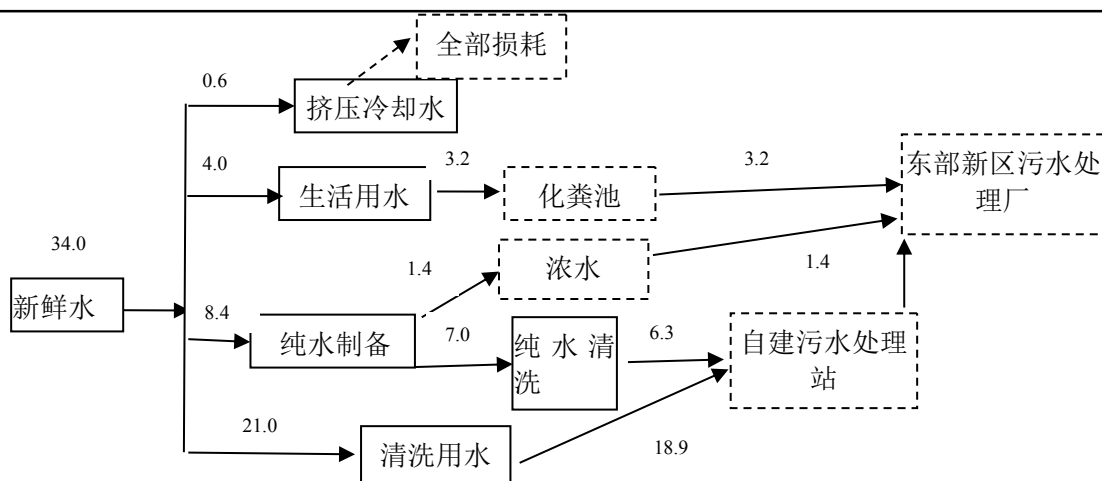 全部损耗
0.6
挤压冷却水
4.0
生活用水
3.2
化粪池
3.2
东部新区污水处
理厂
34.0
新鲜水
8.4
纯水制备
1.4
浓水
1.4
7.0
纯水清
洗
6.3
自建污水处理
站
21.0
清洗用水
18.9